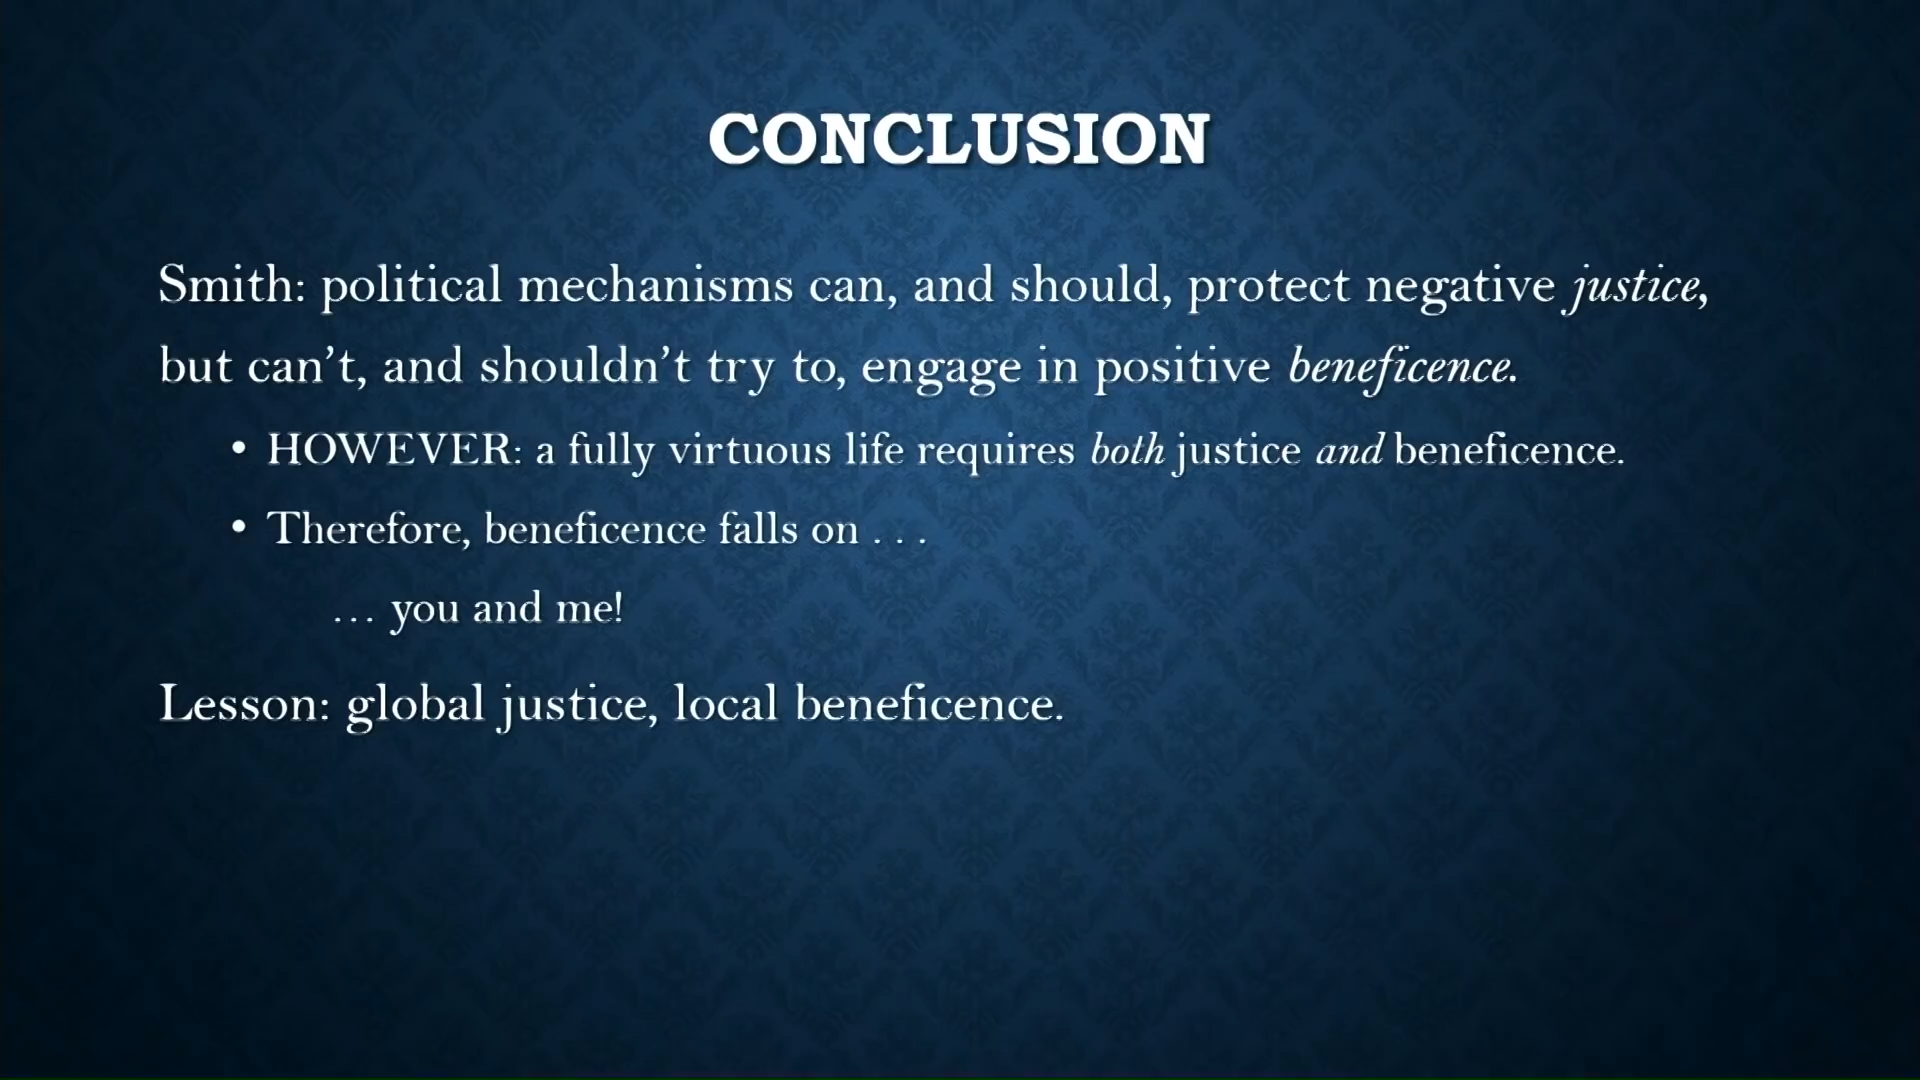 CONCLUSION
Smith: political mechanisms can, and should, protect negative justice,
but can’t, and shouldn’t try to, engage in positive beneficence.
• HOWEVER: a fully virtuous life requires both justice and beneficence.
• Therefore, beneficence falls on . . .
… you and me!
Lesson: global justice, local beneficence.